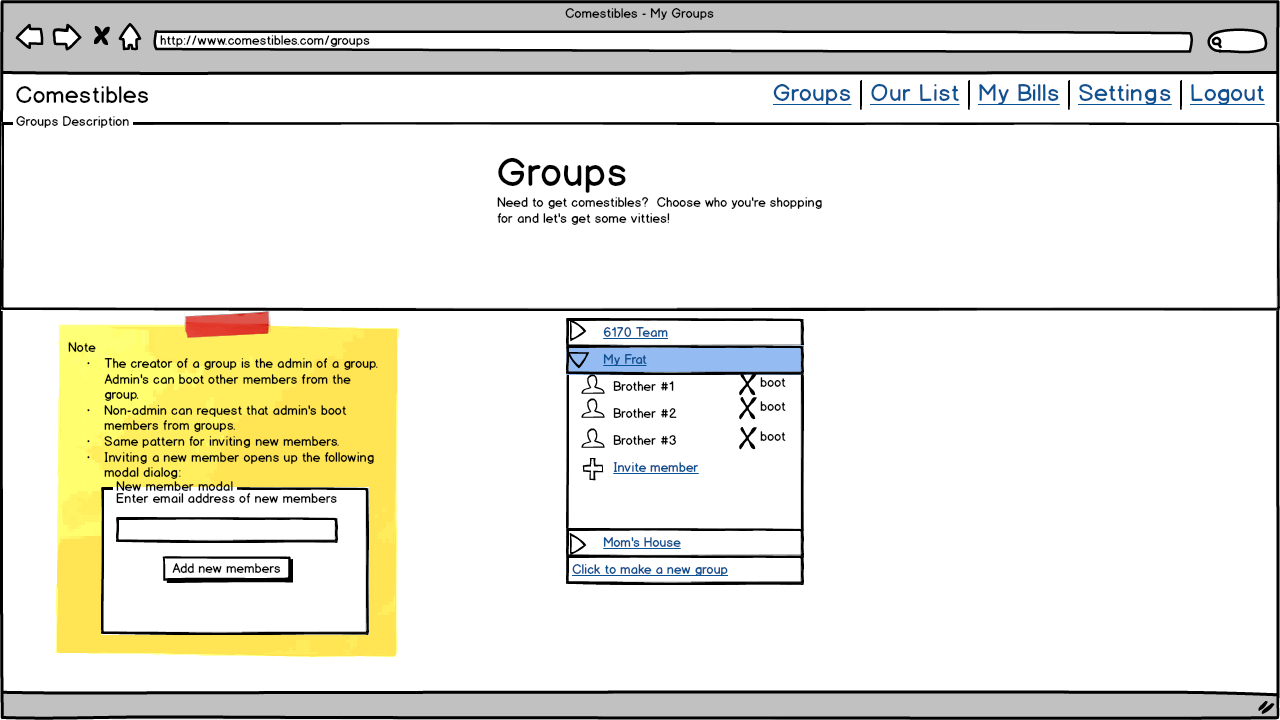 Comestibles - My Groups
http://www.comestibles.com/groups
Comestibles
Groups
Our List
My Bills
Settings
Logout
Groups Description
Groups
Need to get comestibles?  Choose who you're shopping
for and let's get some vitties!
Note
· The creator of a group is the admin of a group.
Admin's can boot other members from the
group.
· Non-admin can request that admin's boot
members from groups.
· Same pattern for inviting new members.
· Inviting a new member opens up the following
modal dialog:
New member modal
Enter email address of new members
Add new members
6170 Team
My Frat
Brother #1 boot
Brother #2 boot
Brother #3 boot
Invite member
Mom's House
Click to make a new group